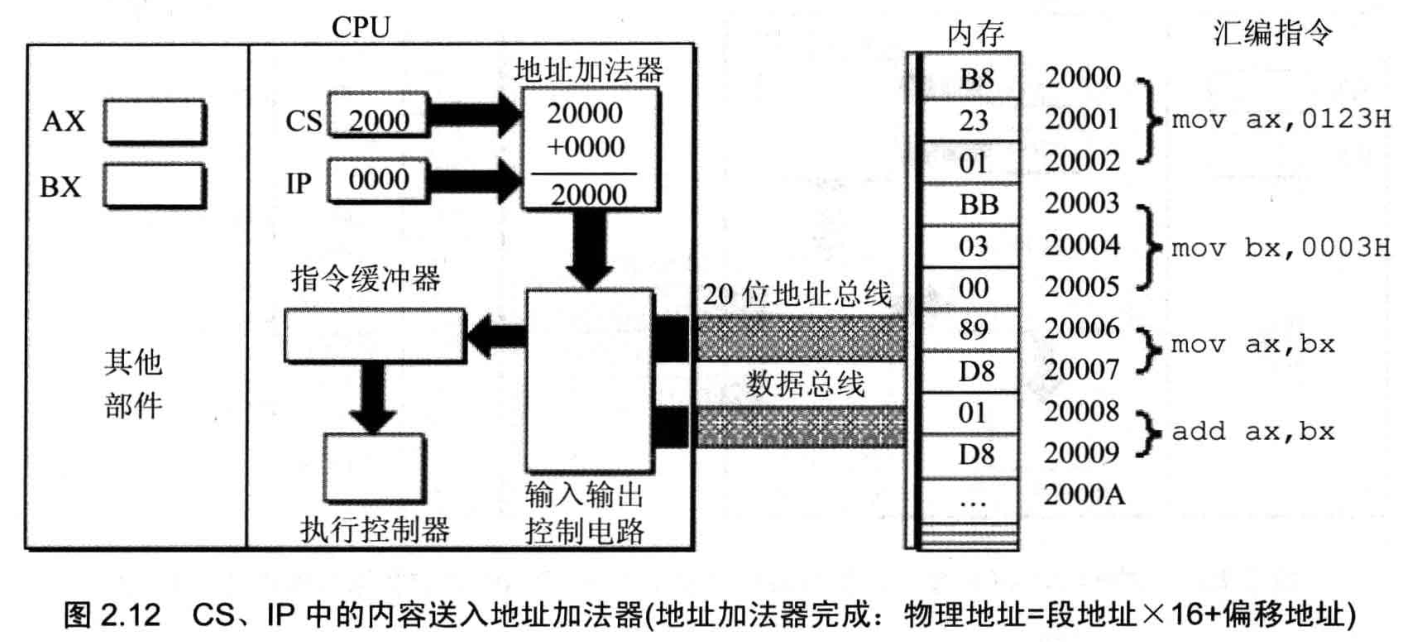 CPU
内存
汇编指令
地址加法器
AX
BX
CS
2000
IP
0000
20000
+0000
20000
指令缓冲器
其他
部件
执行控制器
输入输出
控制电路
20 位地址总线
数据总线
B8 20000
23 20001
01 20002
mov ax,0123H
BB 20003
03 20004
00 20005
mov bx,0003H
89 20006
D8 20007
mov ax,bx
01 20008
D8 20009
add ax,bx
… 2000A
图 2.12 CS、IP 中的内容送入地址加法器(地址加法器完成：物理地址=段地址×16+偏移地址)